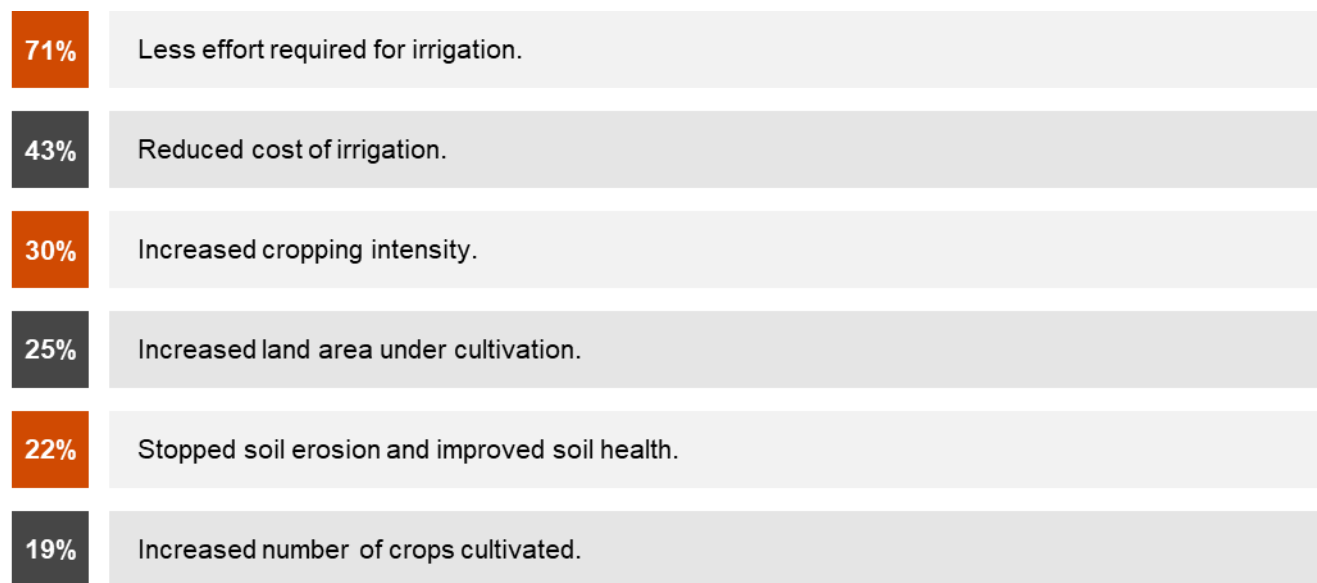 71% Less effort required for irrigation.
43% Reduced cost of irrigation.
30% Increased cropping intensity.
25% Increased land area under cultivation.
22% Stopped soil erosion and improved soil health.
19% Increased number of crops cultivated.